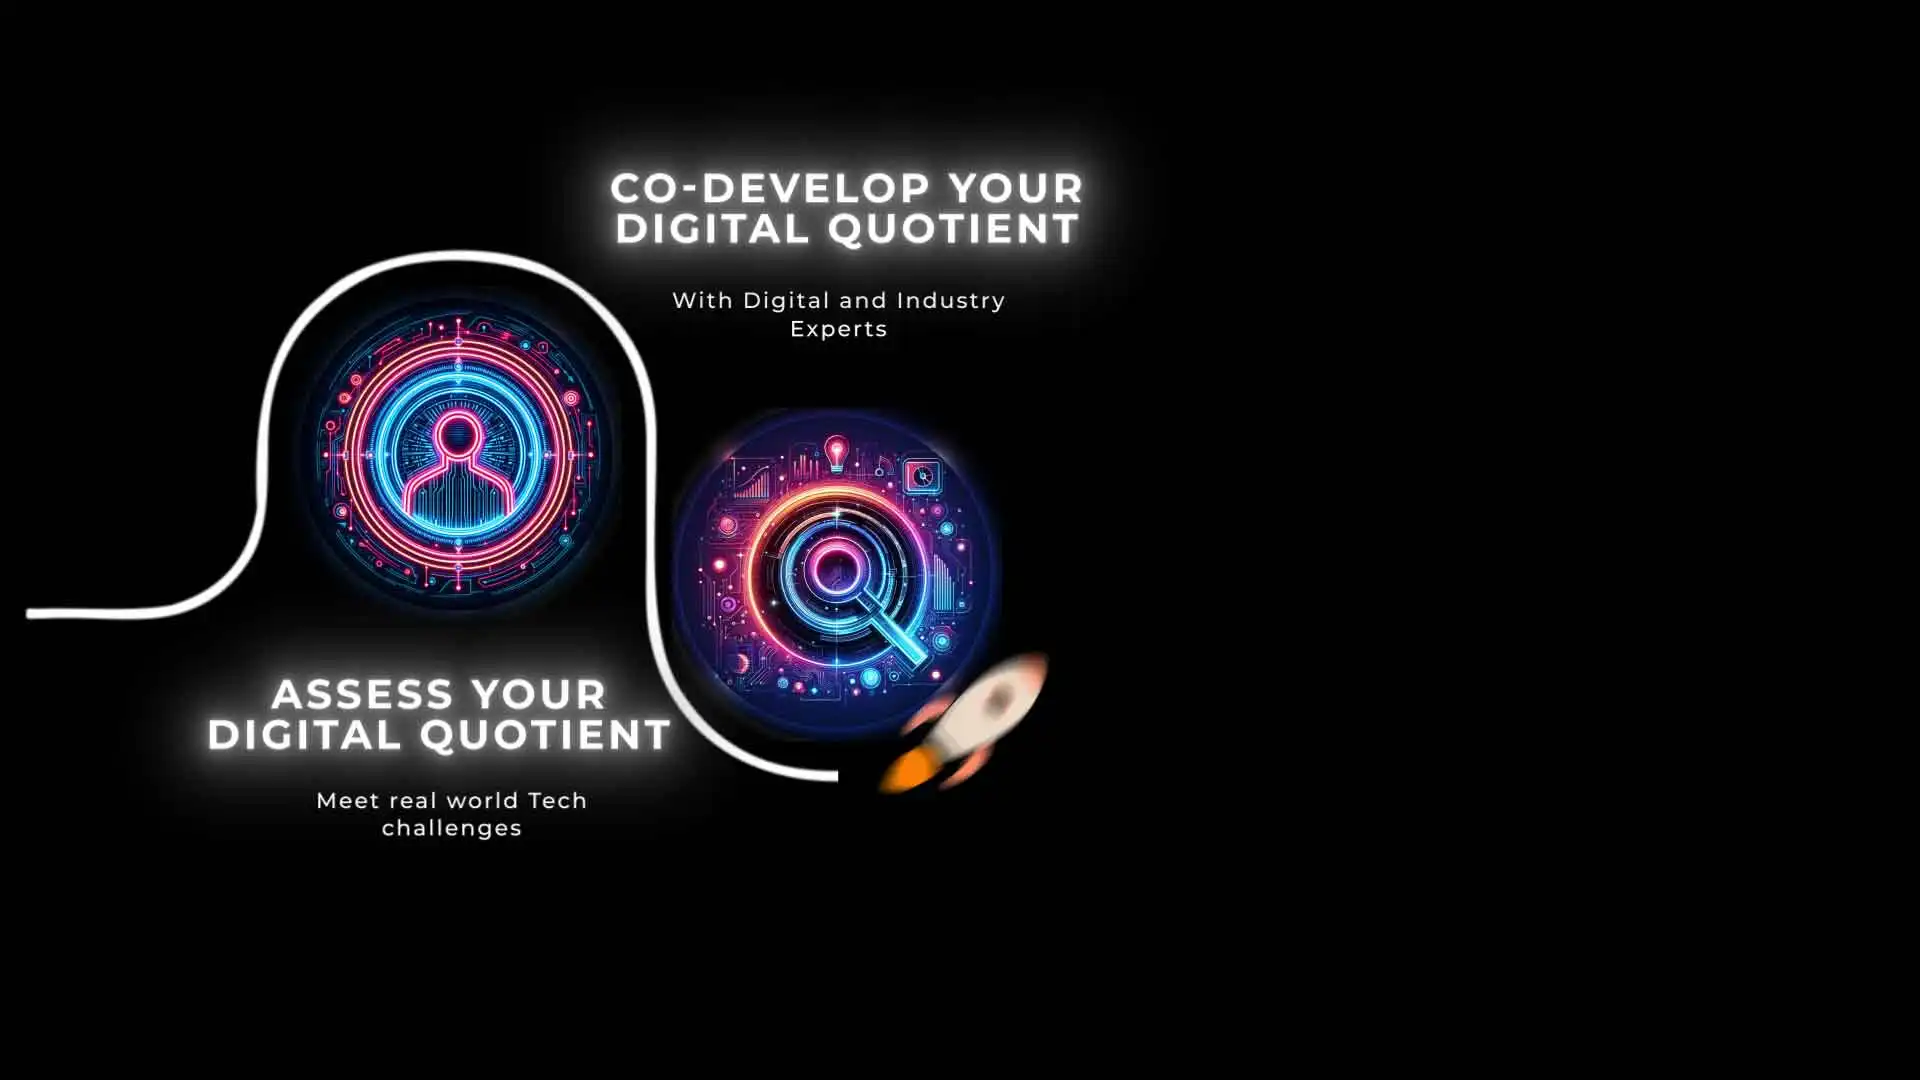 CO-DEVELOP YOUR
DIGITAL QUOTIENT
With Digital and Industry
Experts
ASSESS YOUR
DIGITAL QUOTIENT
Meet real world Tech
challenges